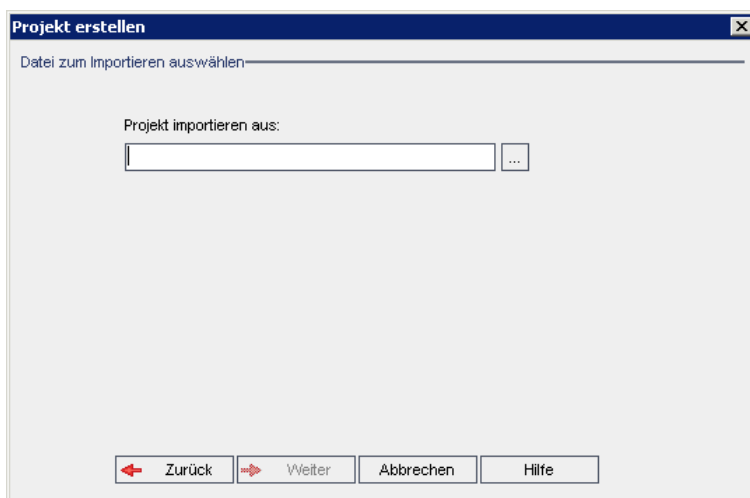 Projekt erstellen
Datei zum Importieren auswählen
Projekt importieren aus:
...
Zurück Weiter Abbrechen Hilfe